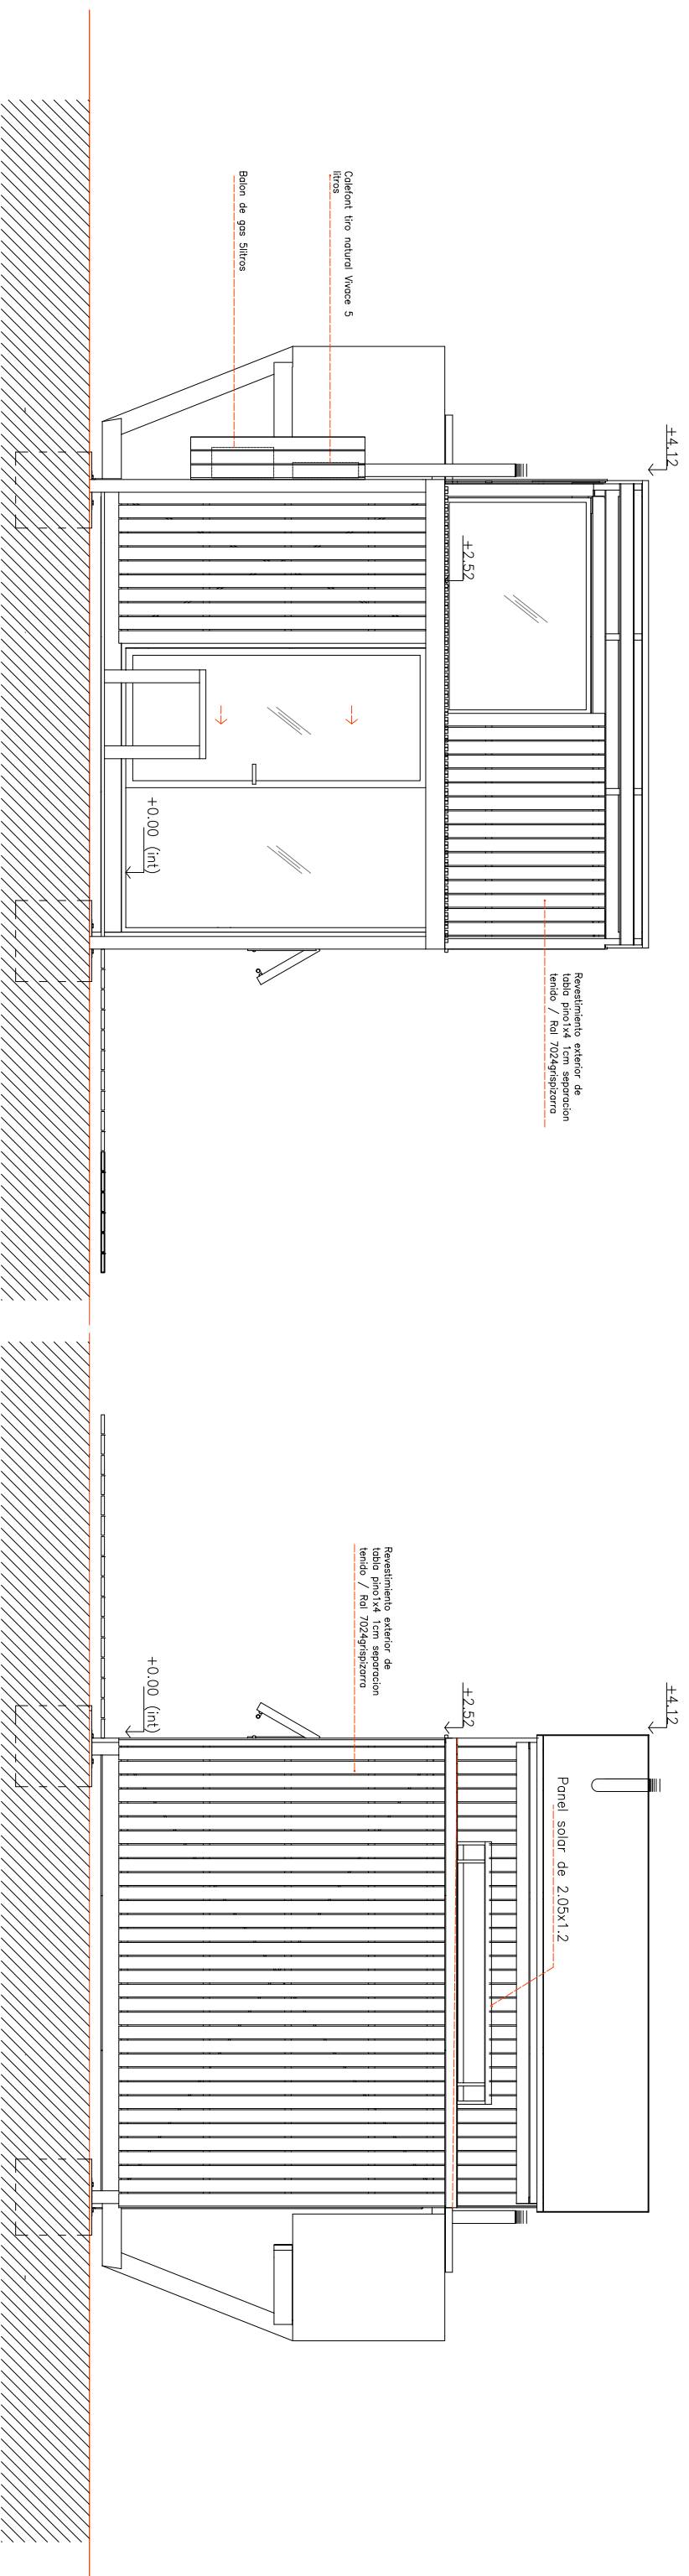 +4.12
Calefont tiro natural Vivace 5
litros
Balon de gas 5litros
+2.52
+0.00 (int)
Revestimiento exterior de
tabla pino1x4 1cm separacion
tenido / Ral 7024grispizarra
+4.12
Panel solar de 2.05x1.2
+2.52
Revestimiento exterior de
tabla pino1x4 1cm separacion
tenido / Ral 7024grispizarra
+0.00 (int)